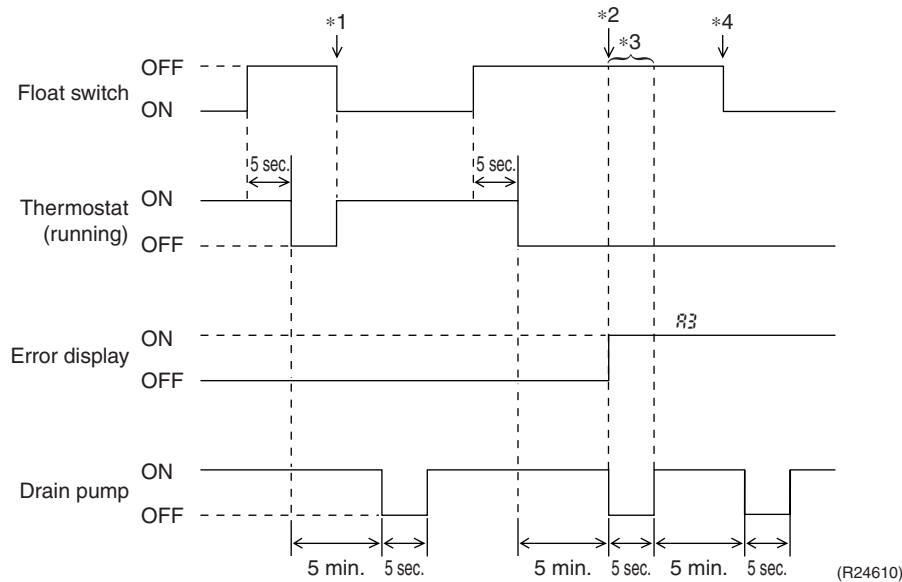 *1
*2
*3
*4
Float switch
OFF
ON
5 sec.
5 sec.
Thermostat
(running)
ON
OFF
Error display
ON
OFF
A3
Drain pump
ON
OFF
5 min.
5 sec.
5 min.
5 sec.
5 min.
5 sec.
(R24610)